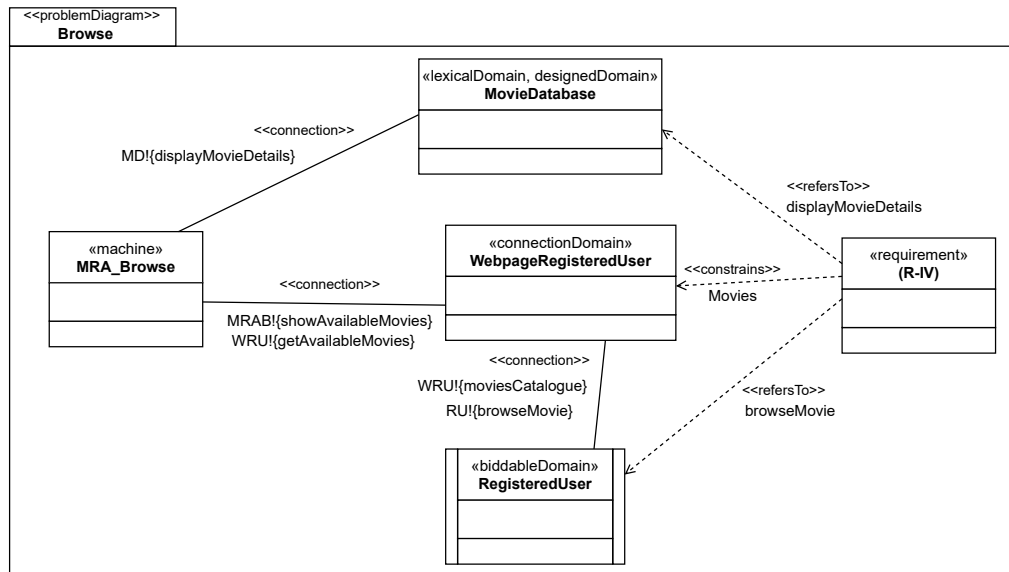 <<problemDiagram>>
Browse
«lexicalDomain, designedDomain»
MovieDatabase
<<connection>>
MD!{displayMovieDetails}
<<refersTo>>
displayMovieDetails
«machine»
MRA_Browse
«connectionDomain»
WebpageRegisteredUser
«requirement»
(R-IV)
<<constrains>>
Movies
<<connection>>
MRAB!{showAvailableMovies}
WRU!{getAvailableMovies}
<<connection>>
WRU!{moviesCatalogue}
RU!{browseMovie}
<<refersTo>>
browseMovie
«biddableDomain»
RegisteredUser